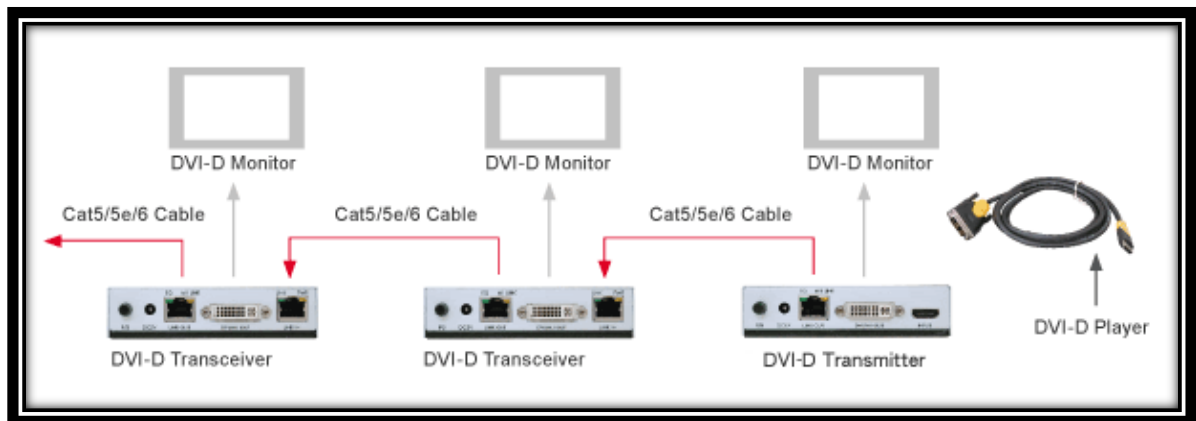 DVI-D Monitor
DVI-D Monitor
DVI-D Monitor
Cat5/5e/6 Cable
Cat5/5e/6 Cable
Cat5/5e/6 Cable
DVI-D Player
DVI-D Transceiver
DVI-D Transceiver
DVI-D Transmitter